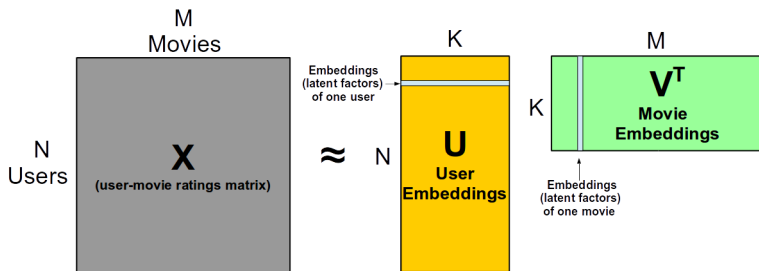 M
Movies
N
Users
X
(user-movie ratings matrix)
≈
K
Embeddings
(latent factors)
of one user
N
U
User
Embeddings
M
K
V^T
Movie
Embeddings
Embeddings
(latent factors)
of one movie